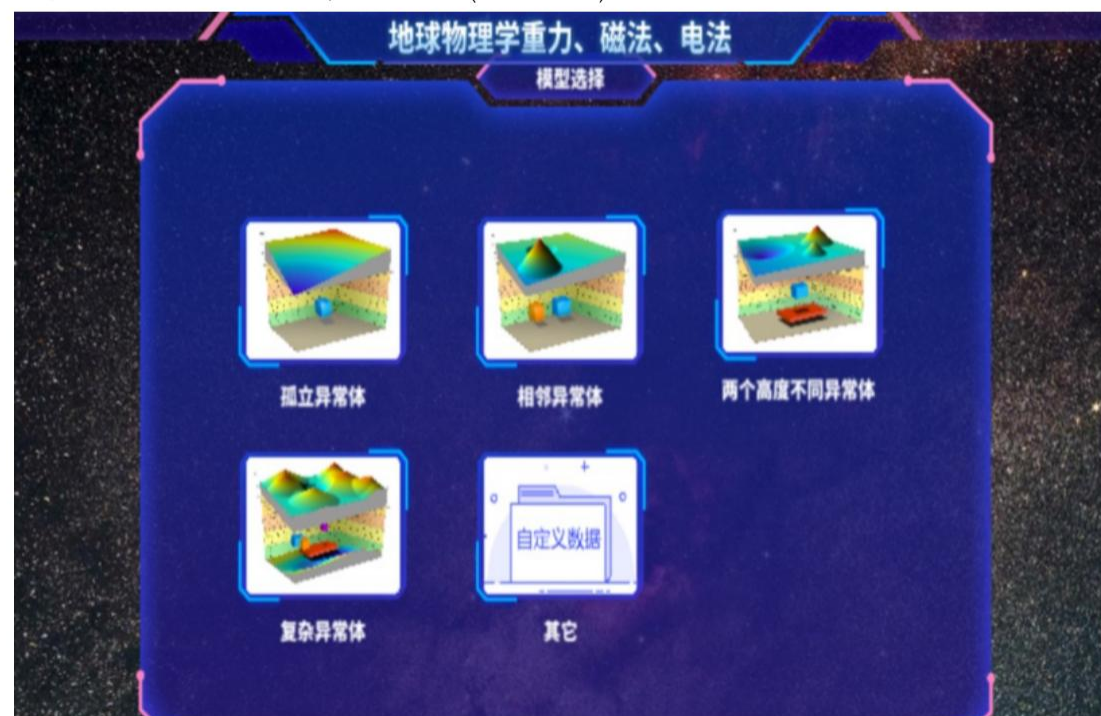 地球物理学重力、磁法、电法
模型选择
孤立异常体
相邻异常体
两个高度不同异常体
自定义数据
复杂异常体
其它